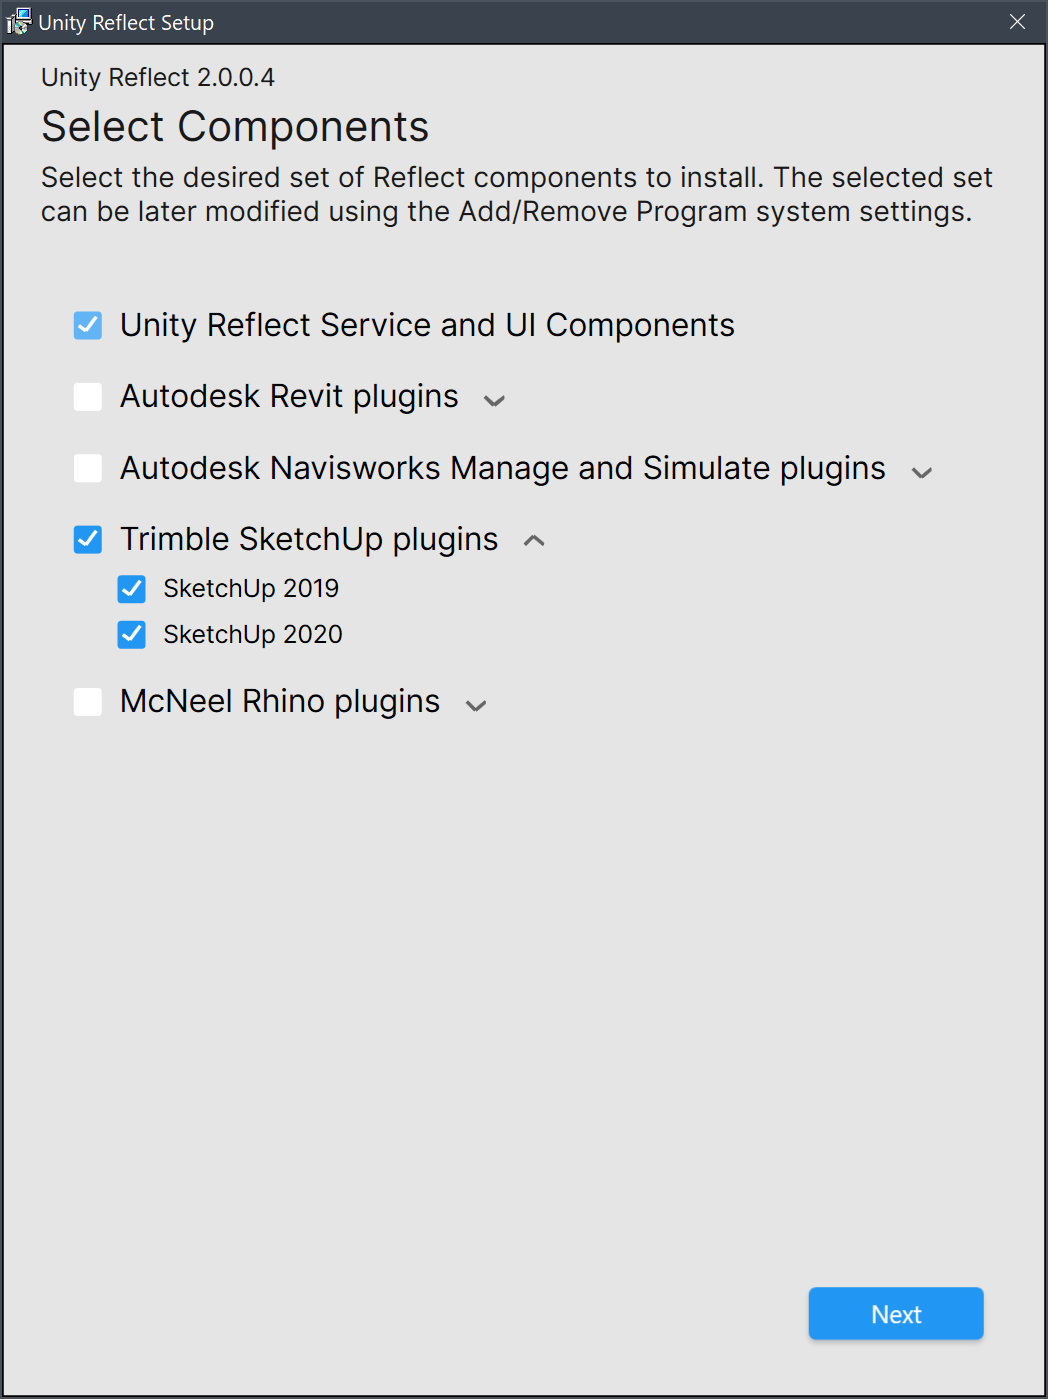 Unity Reflect Setup
Unity Reflect 2.0.0.4
Select Components
Select the desired set of Reflect components to install. The selected set
can be later modified using the Add/Remove Program system settings.
Unity Reflect Service and UI Components
Autodesk Revit plugins
Autodesk Navisworks Manage and Simulate plugins
Trimble SketchUp plugins
SketchUp 2019
SketchUp 2020
McNeel Rhino plugins
Next